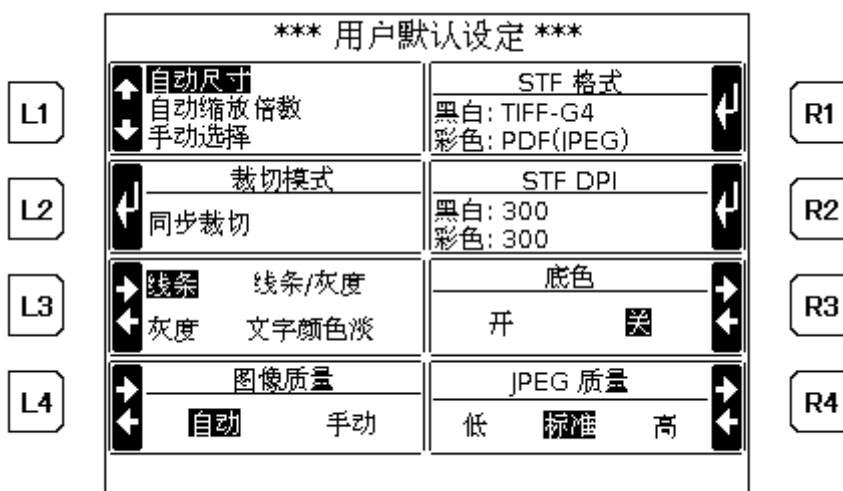 *** 用户默认设定 ***
L1
自动尺寸
自动缩放倍数
手动选择
STF 格式
黑白: TIFF-G4
彩色: PDF(JPEG)
R1
L2
裁切模式
同步裁切
STF DPI
黑白: 300
彩色: 300
R2
L3
线条 线条/灰度
灰度 文字颜色淡
底色
开 关
R3
L4
图像质量
自动 手动
JPEG 质量
低 标准 高
R4